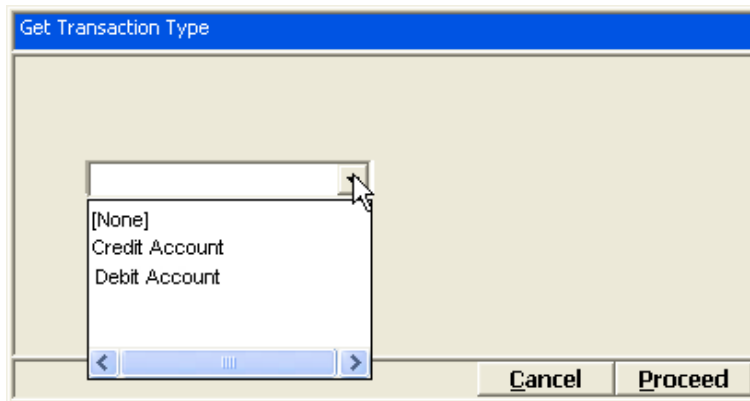 Get Transaction Type
[None]
Credit Account
Debit Account
Cancel Proceed